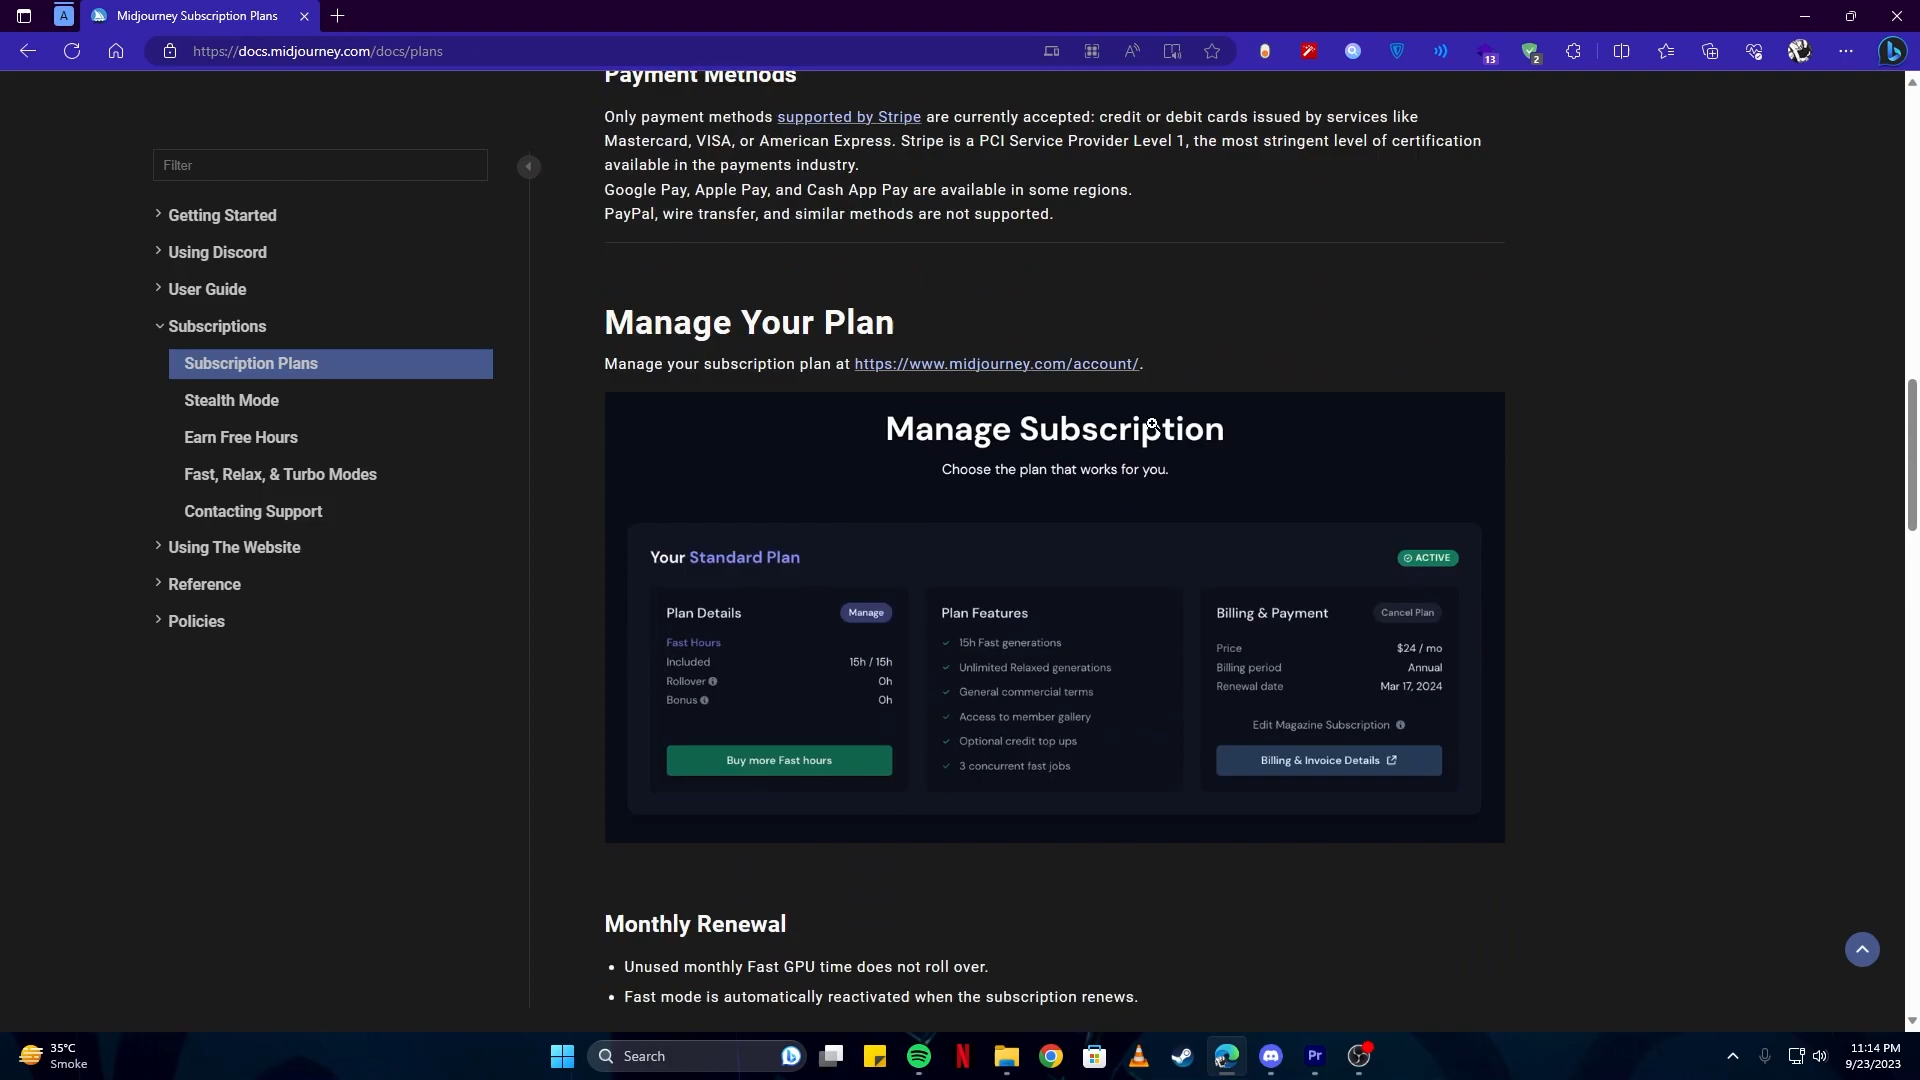 A
Midjourney Subscription Plans
https://docs.midjourney.com/docs/plans
13
2
Payment Methods
Only payment methods supported by Stripe are currently accepted: credit or debit cards issued by services like
Mastercard, VISA, or American Express. Stripe is a PCI Service Provider Level 1, the most stringent level of certification
available in the payments industry.
Google Pay, Apple Pay, and Cash App Pay are available in some regions.
PayPal, wire transfer, and similar methods are not supported.
Filter
Getting Started
Using Discord
User Guide
Subscriptions
Subscription Plans
Stealth Mode
Earn Free Hours
Fast, Relax, & Turbo Modes
Contacting Support
Using The Website
Reference
Policies
Manage Your Plan
Manage your subscription plan at https://www.midjourney.com/account/.
Manage Subscription
Choose the plan that works for you.
Your Standard Plan
ACTIVE
Plan Details
Manage
Fast Hours
Included 15h / 15h
Rollover 0h
Bonus 0h
Buy more Fast hours
Plan Features
15h Fast generations
Unlimited Relaxed generations
General commercial terms
Access to member gallery
Optional credit top ups
3 concurrent fast jobs
Billing & Payment
Cancel Plan
Price $24 / mo
Billing period Annual
Renewal date Mar 17, 2024
Edit Magazine Subscription
Billing & Invoice Details
Monthly Renewal
• Unused monthly Fast GPU time does not roll over.
• Fast mode is automatically reactivated when the subscription renews.
35°C
Smoke
Search
N
Pr
11:14 PM
9/23/2023